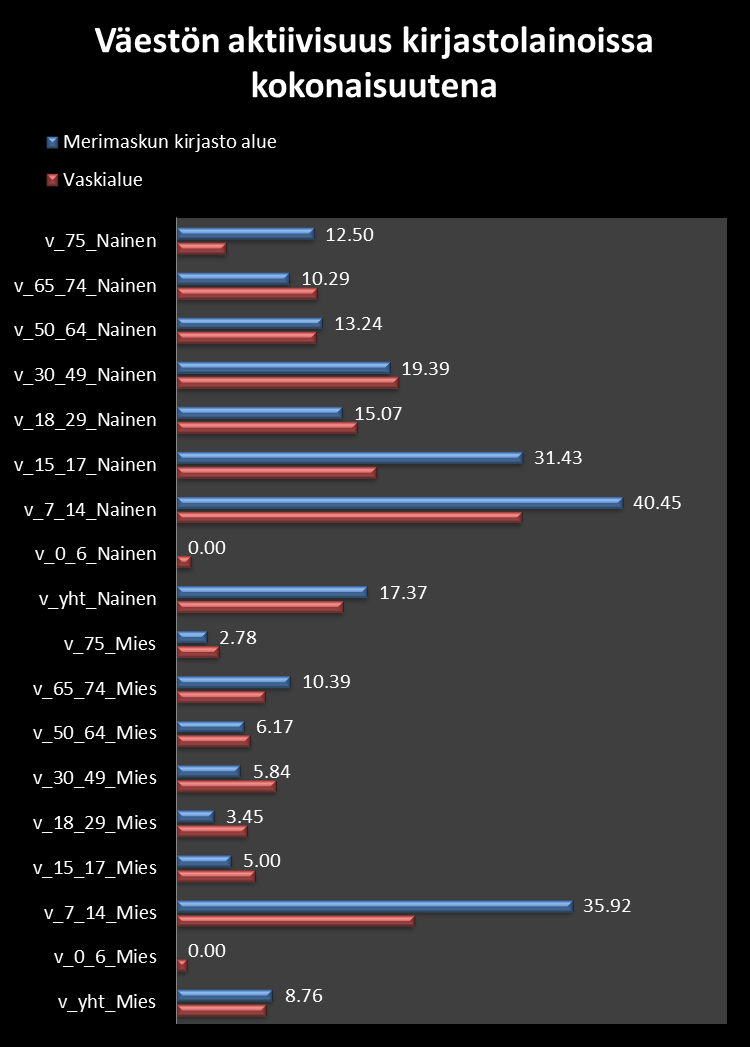 Väestön aktiivisuus kirjastolainoissa
kokonaisuutena
Merimaskun kirjasto alue
Vaskialue
v_75_Nainen 12.50
v_65_74_Nainen 10.29
v_50_64_Nainen 13.24
v_30_49_Nainen 19.39
v_18_29_Nainen 15.07
v_15_17_Nainen 31.43
v_7_14_Nainen 40.45
v_0_6_Nainen 0.00
v_yht_Nainen 17.37
v_75_Mies 2.78
v_65_74_Mies 10.39
v_50_64_Mies 6.17
v_30_49_Mies 5.84
v_18_29_Mies 3.45
v_15_17_Mies 5.00
v_7_14_Mies 35.92
v_0_6_Mies 0.00
v_yht_Mies 8.76